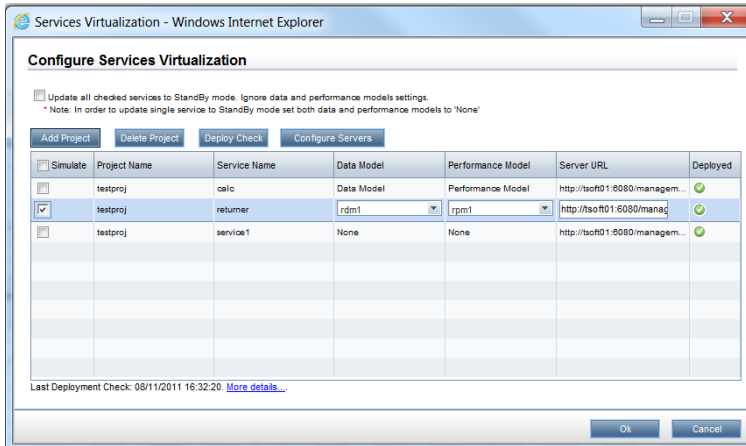 Services Virtualization - Windows Internet Explorer
Configure Services Virtualization
Update all checked services to StandBy mode. Ignore data and performance models settings.
* Note: In order to update single service to StandBy mode set both data and performance models to 'None'
Add Project Delete Project Deploy Check Configure Servers
Simulate Project Name Service Name Data Model Performance Model Server URL Deployed
testproj calc Data Model Performance Model http://tsoft01:6080/managem...
testproj returner rdm1 rpm1 http://tsoft01:6080/manag
testproj service1 None None http://tsoft01:6080/managem...
Last Deployment Check: 08/11/2011 16:32:20. More details....
Ok Cancel